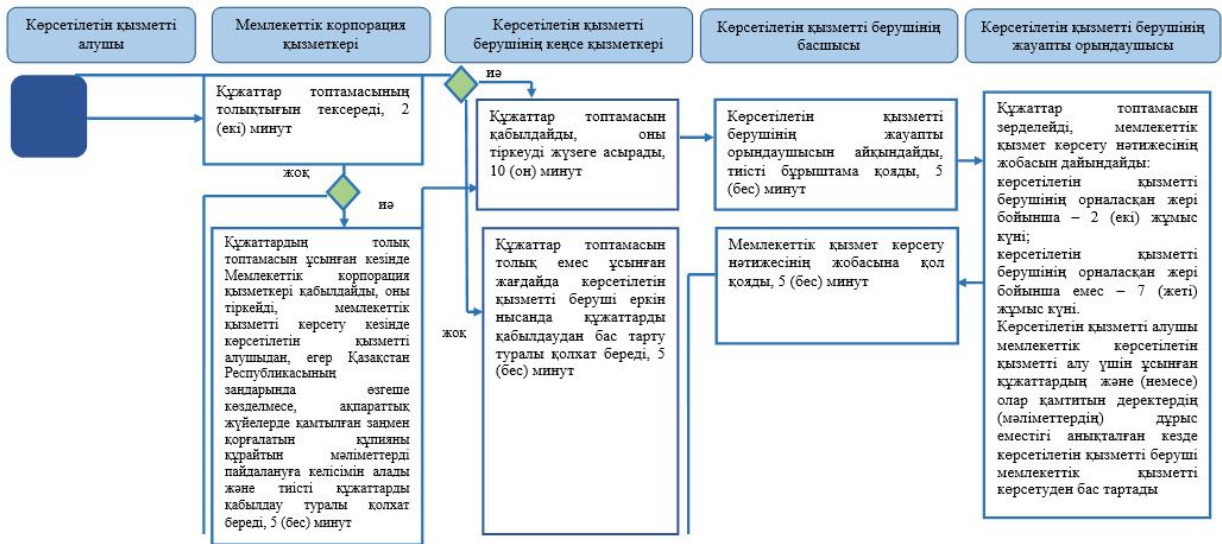 Көрсетілетін қызметті
алушы
Мемлекеттік корпорация
қызметкері
Көрсетілетін қызметті
берушінің кеңсе қызметкері
Көрсетілетін қызметті берушінің
басшысы
Көрсетілетін қызметті берушінің
жауапты орындаушысы
Құжаттар топтамасының
толықтығын тексереді, 2
(екі) минут
жоқ
иә
Құжаттардың толық
топтамасын ұсынған кезінде
Мемлекеттік корпорация
қызметкері қабылдайды, оны
тіркейді, мемлекеттік
қызметті көрсету кезінде
көрсетілетін қызметті
алушыдан, егер Қазақстан
Республикасының
заңдарында өзгеше
көзделмесе, ақпараттық
жүйелерде қамтылған заңмен
қорғалатын құпияны
құрайтын мәліметтерді
пайдалануға келісімін алады
және тиісті құжаттарды
қабылдау туралы қолхат
береді, 5 (бес) минут
иә
Құжаттар топтамасын
қабылдайды, оны
тіркеуді жүзеге асырады,
10 (он) минут
жоқ
Құжаттар топтамасын
толық емес ұсынған
жағдайда көрсетілетін
қызметті беруші еркін
нысанда құжаттарды
қабылдаудан бас тарту
туралы қолхат береді, 5
(бес) минут
Көрсетілетін қызметті
берушінің жауапты
орындаушысын айқындайды,
тиісті бұрыштама қояды, 5
(бес) минут
Мемлекеттік қызмет көрсету
нәтижесінің жобасына қол
қояды, 5 (бес) минут
Құжаттар топтамасын
зерделейді, мемлекеттік
қызмет көрсету нәтижесінің
жобасын дайындайды:
көрсетілетін қызметті
берушінің орналасқан жері
бойынша – 2 (екі) жұмыс
күні;
көрсетілетін қызметті
берушінің орналасқан жері
бойынша емес – 7 (жеті)
жұмыс күні.
Көрсетілетін қызметті алушы
мемлекеттік көрсетілетін
қызметті алу үшін ұсынған
құжаттардың және (немесе)
олар қамтитын деректердің
(мәліметтердің) дұрыс
еместігі анықталған кезде
көрсетілетін қызметті беруші
мемлекеттік қызметті
көрсетуден бас тартады